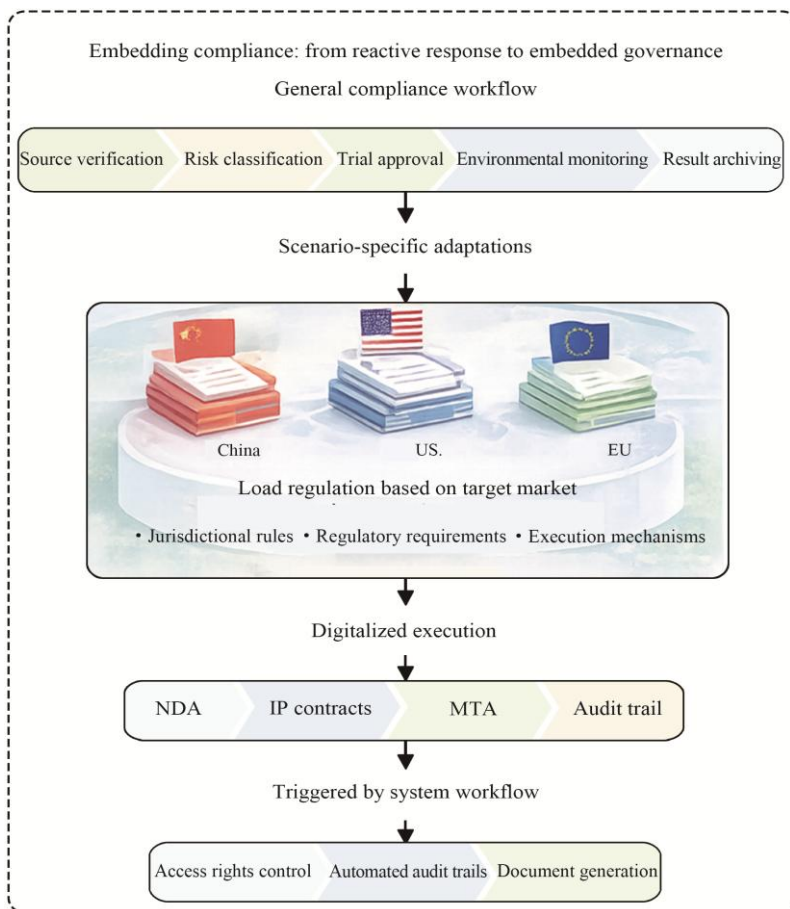 Embedding compliance: from reactive response to embedded governance
General compliance workflow
Source verification Risk classification Trial approval Environmental monitoring Result archiving
Scenario-specific adaptations
China US. EU
Load regulation based on target market
• Jurisdictional rules • Regulatory requirements • Execution mechanisms
Digitalized execution
NDA IP contracts MTA Audit trail
Triggered by system workflow
Access rights control Automated audit trails Document generation